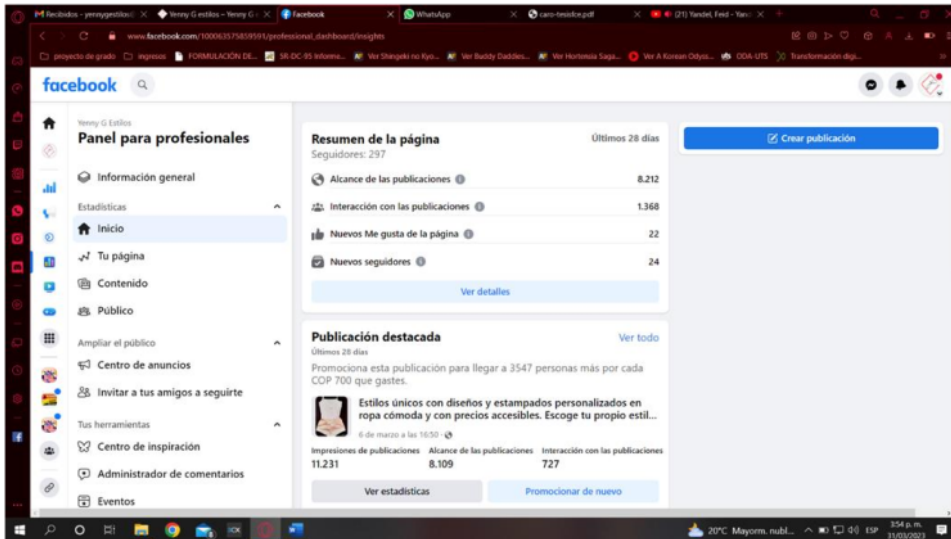 Recibidos - yennygestilos
Yenny G estilos – Yenny G
Facebook
WhatsApp
caro-tesisfce.pdf
(21) Yandel, Feid - Yan
www.facebook.com/100063575859591/professional_dashboard/insights
proyecto de grado
ingresos
FORMULACIÓN DE...
SR-DC-95 Informe...
Ver Shingeki no Kyo...
Ver Buddy Daddies...
Ver Hortensia Saga...
Ver A Korean Odyss...
ODA-UTS
Transformación digi...
facebook
Yenny G Estilos
Panel para profesionales
Información general
Estadísticas
Inicio
Tu página
Contenido
Público
Ampliar el público
Centro de anuncios
Invitar a tus amigos a seguirte
Tus herramientas
Centro de inspiración
Administrador de comentarios
Eventos
Resumen de la página
Últimos 28 días
Seguidores: 297
Alcance de las publicaciones 8.212
Interacción con las publicaciones 1.368
Nuevos Me gusta de la página 22
Nuevos seguidores 24
Ver detalles
Publicación destacada
Ver todo
Últimos 28 días
Promociona esta publicación para llegar a 3547 personas más por cada
COP 700 que gastes.
Estilos únicos con diseños y estampados personalizados en
ropa cómoda y con precios accesibles. Escoge tu propio estil...
6 de marzo a las 16:50
Impresiones de publicaciones Alcance de las publicaciones Interacción con las publicaciones
11.231 8.109 727
Ver estadísticas
Promocionar de nuevo
Crear publicación
20°C Mayorm. nubl...
ESP
3:54 p. m.
31/03/2023